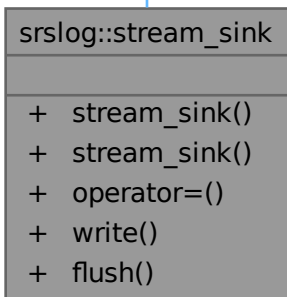 srslog::stream_sink
+ stream_sink()
+ stream_sink()
+ operator=()
+ write()
+ flush()